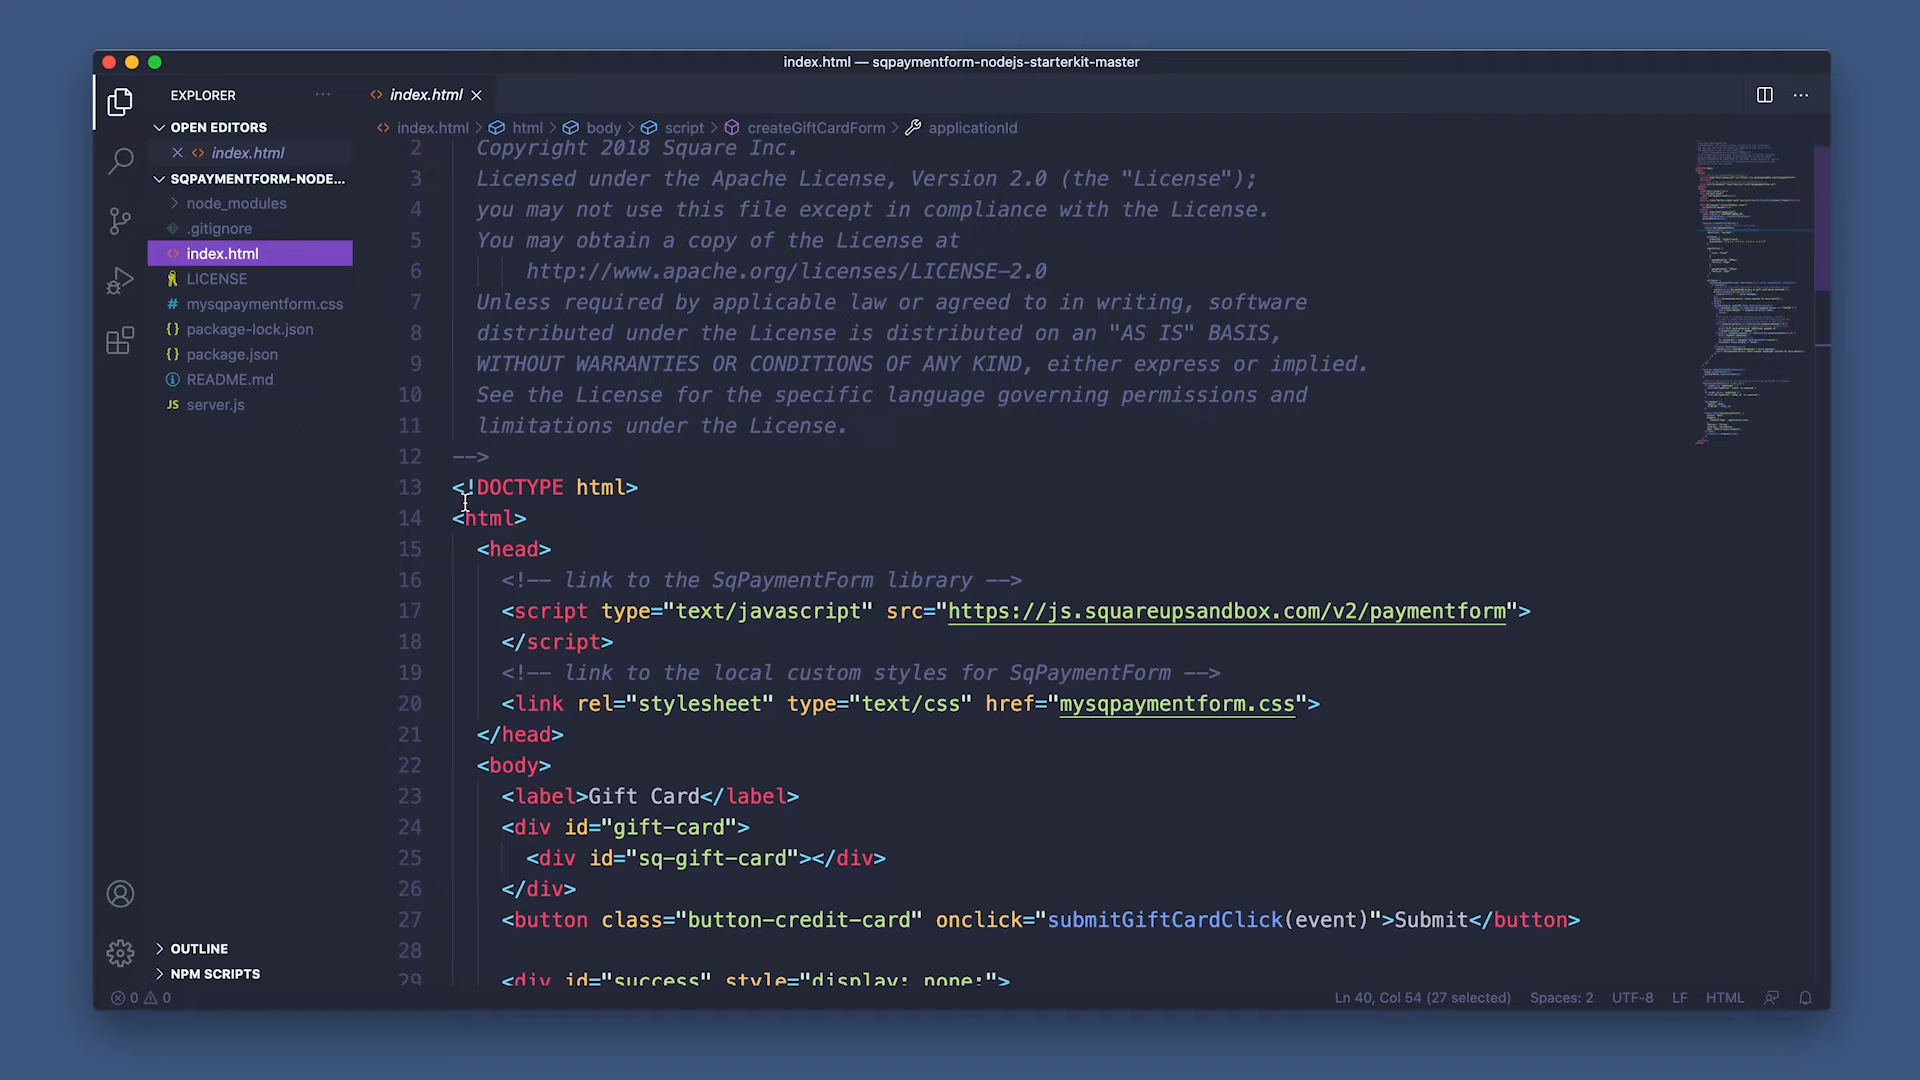 index.html — sqpaymentform-nodejs-starterkit-master
EXPLORER
index.html
OPEN EDITORS
index.html
SQPAYMENTFORM-NODE...
node_modules
.gitignore
index.html
LICENSE
# mysqpaymentform.css
{} package-lock.json
{} package.json
README.md
JS server.js
OUTLINE
NPM SCRIPTS
index.html > html > body > script > createGiftCardForm > applicationId
2 Copyright 2018 Square Inc.
3 Licensed under the Apache License, Version 2.0 (the "License");
4 you may not use this file except in compliance with the License.
5 You may obtain a copy of the License at
6 http://www.apache.org/licenses/LICENSE-2.0
7 Unless required by applicable law or agreed to in writing, software
8 distributed under the License is distributed on an "AS IS" BASIS,
9 WITHOUT WARRANTIES OR CONDITIONS OF ANY KIND, either express or implied.
10 See the License for the specific language governing permissions and
11 limitations under the License.
12 -->
13 <!DOCTYPE html>
14 <html>
15 <head>
16 <!-- link to the SqPaymentForm library -->
17 <script type="text/javascript" src="https://js.squareupsandbox.com/v2/paymentform">
18 </script>
19 <!-- link to the local custom styles for SqPaymentForm -->
20 <link rel="stylesheet" type="text/css" href="mysqpaymentform.css">
21 </head>
22 <body>
23 <label>Gift Card</label>
24 <div id="gift-card">
25 <div id="sq-gift-card"></div>
26 </div>
27 <button class="button-credit-card" onclick="submitGiftCardClick(event)">Submit</button>
28
29 <div id="success" style="display: none;">
0 0
Ln 40, Col 54 (27 selected) Spaces: 2 UTF-8 LF HTML